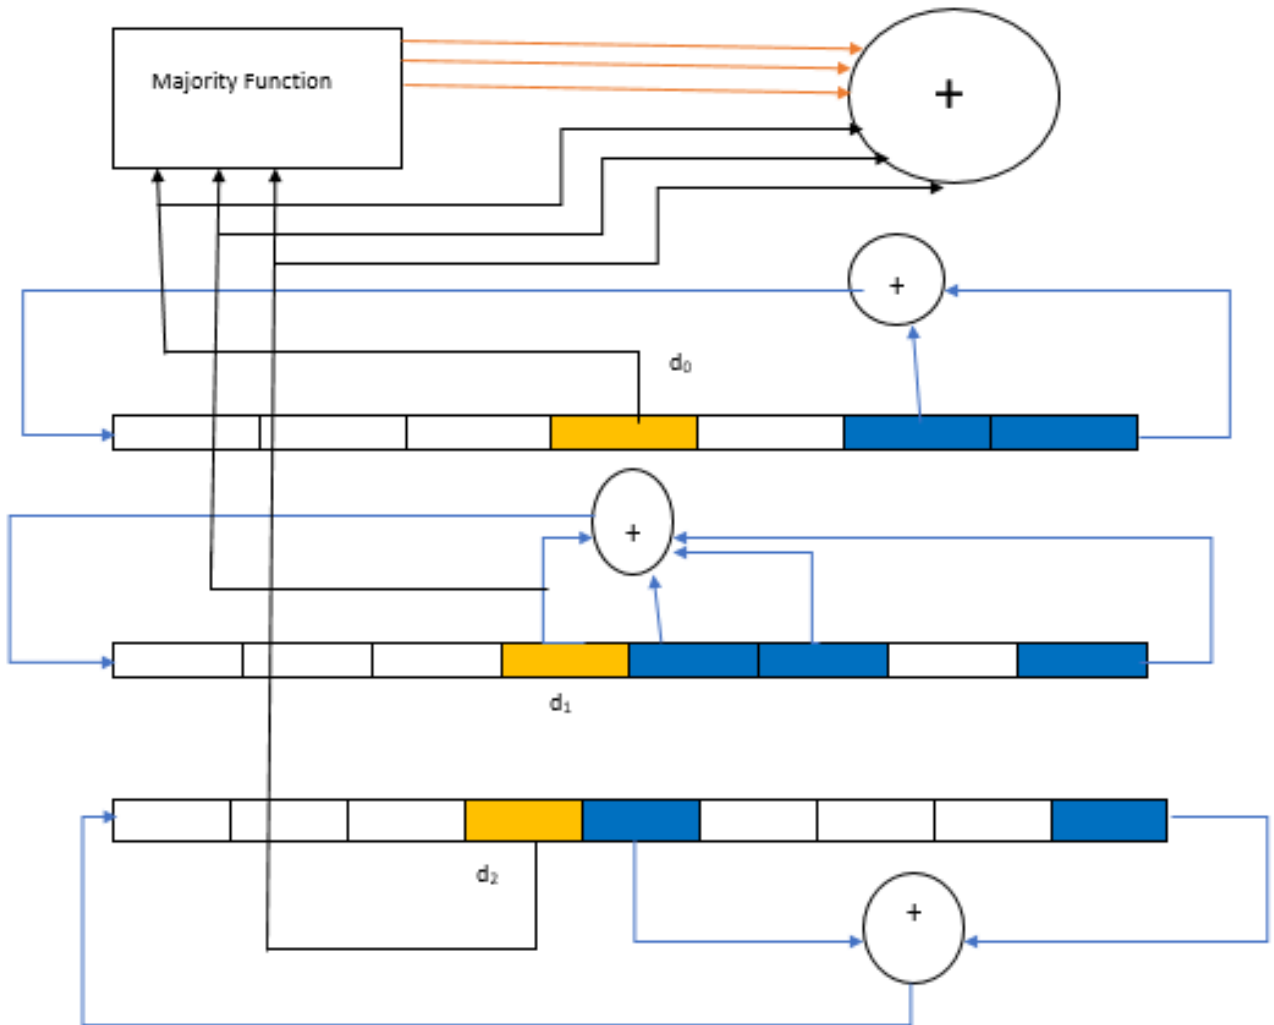 Majority Function
+
+
d₀
+
d₁
d₂
+